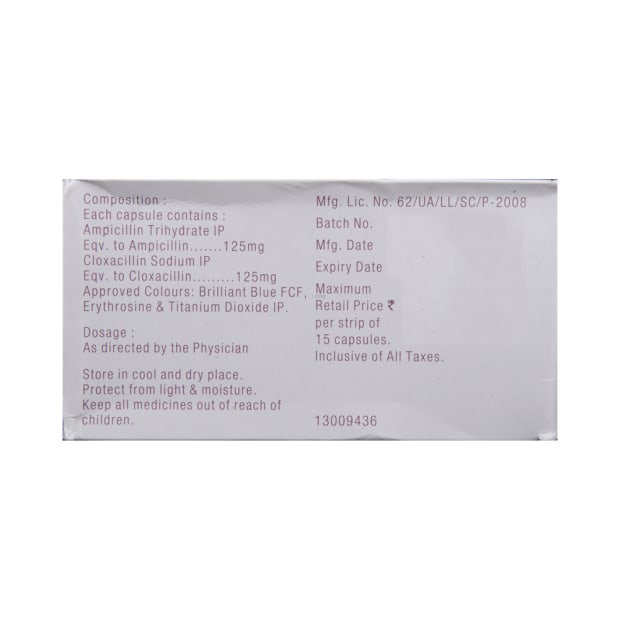 Composition :
Each capsule contains :
Ampicillin Trihydrate IP
Eqv. to Ampicillin.......125mg
Cloxacillin Sodium IP
Eqv. to Cloxacillin.........125mg
Approved Colours: Brilliant Blue FCF,
Erythrosine & Titanium Dioxide IP.
Dosage :
As directed by the Physician
Store in cool and dry place.
Protect from light & moisture.
Keep all medicines out of reach of
children.
Mfg. Lic. No. 62/UA/LL/SC/P-2008
Batch No.
Mfg. Date
Expiry Date
Maximum
Retail Price ₹
per strip of
15 capsules.
Inclusive of All Taxes.
13009436